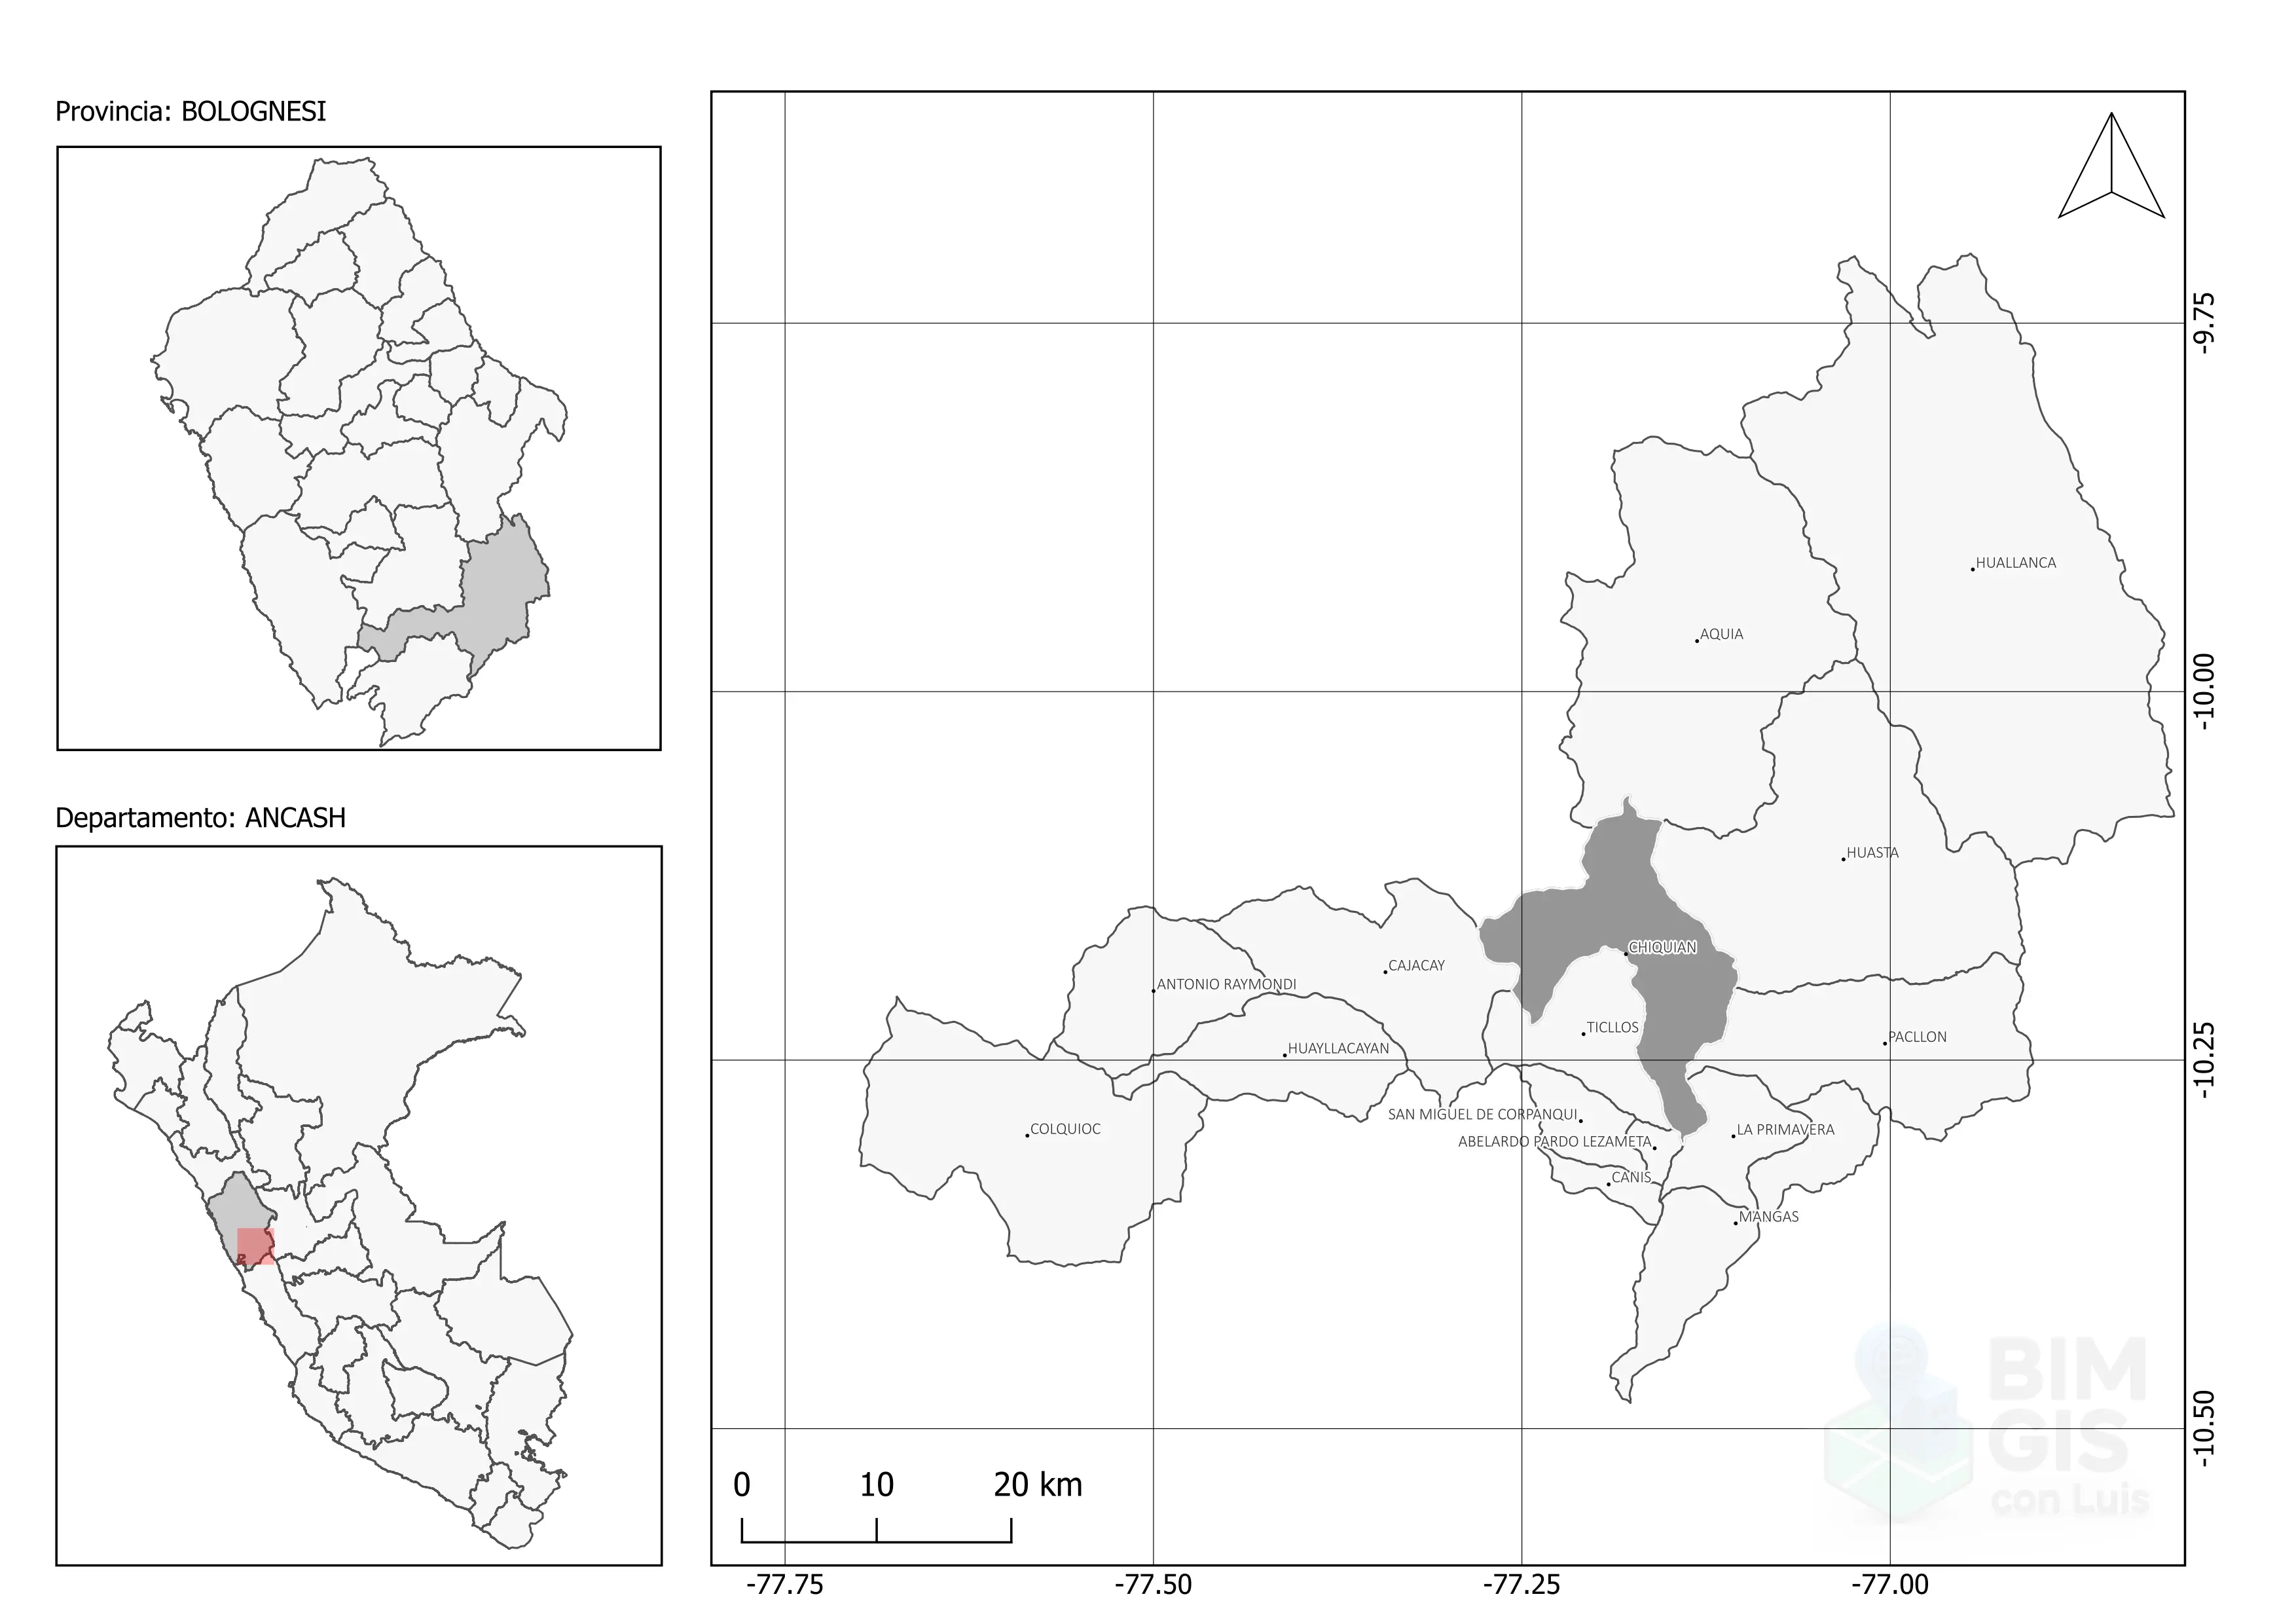 Provincia: BOLOGNESI
Departamento: ANCASH
-9.75
-10.00
-10.25
-10.50
HUALLANCA
AQUIA
HUASTA
CHIQUIAN
CAJACAY
ANTONIO RAYMONDI
TICLLOS
PACLLON
HUAYLLACAYAN
SAN MIGUEL DE CORPANQUI
COLQUIOC
LA PRIMAVERA
ABELARDO PARDO LEZAMETA
CANIS
MANGAS
BIM
GIS
con Luis
0 10 20 km
-77.75 -77.50 -77.25 -77.00